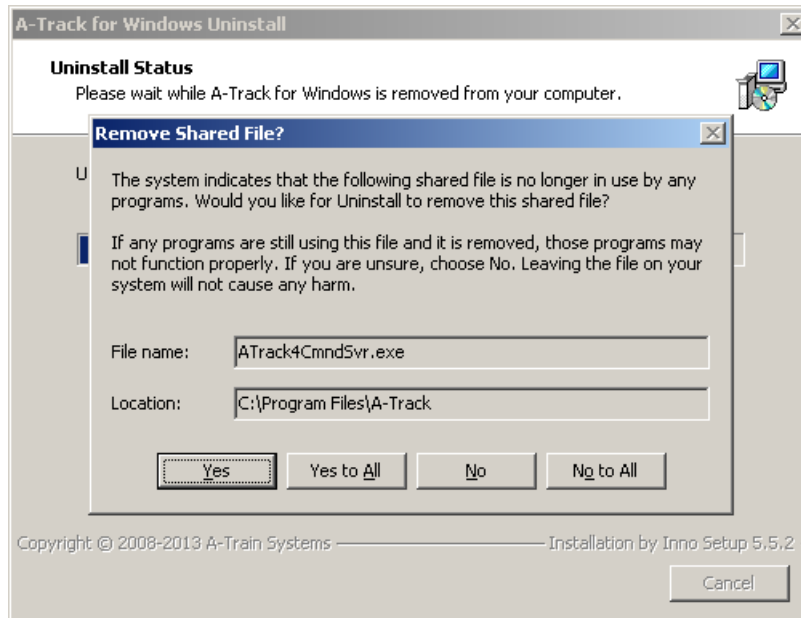 A-Track for Windows Uninstall
Uninstall Status
Please wait while A-Track for Windows is removed from your computer.
Remove Shared File?
U
The system indicates that the following shared file is no longer in use by any
programs. Would you like for Uninstall to remove this shared file?
If any programs are still using this file and it is removed, those programs may
not function properly. If you are unsure, choose No. Leaving the file on your
system will not cause any harm.
File name: ATrack4CmndSvr.exe
Location: C:\Program Files\A-Track
Yes Yes to All No No to All
Copyright © 2008-2013 A-Train Systems Installation by Inno Setup 5.5.2
Cancel